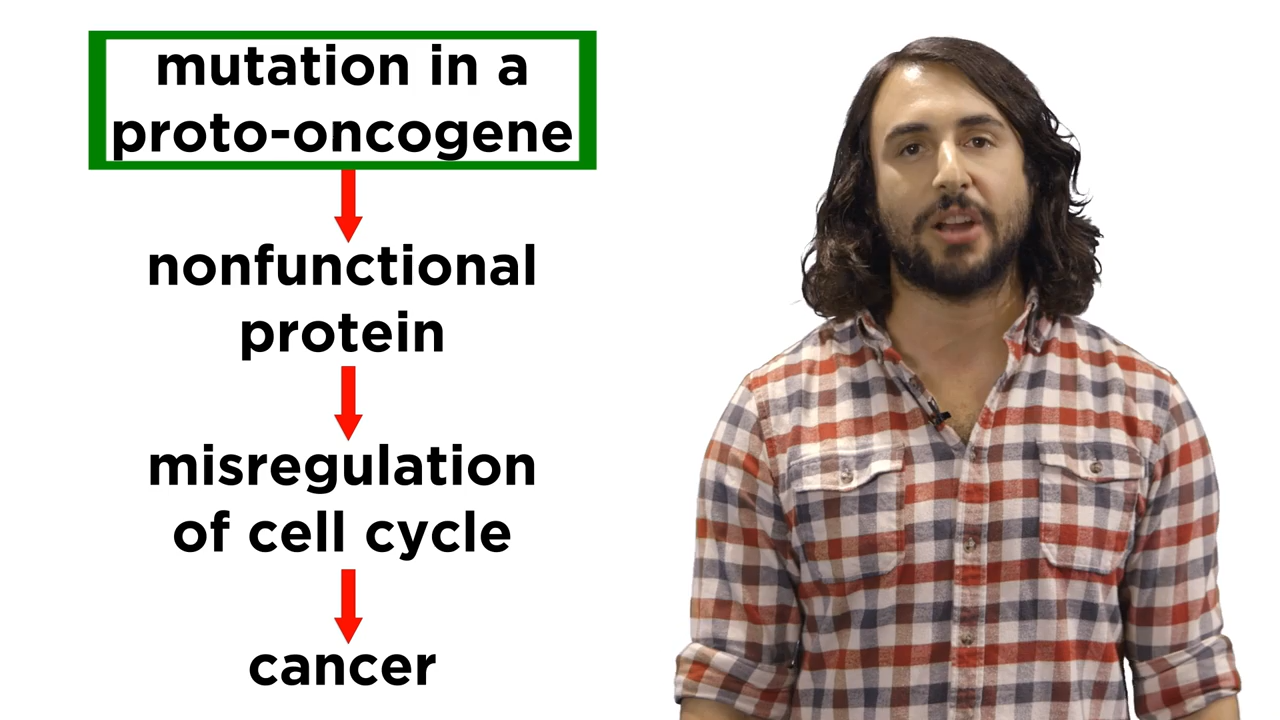 mutation in a
proto-oncogene
nonfunctional
protein
misregulation
of cell cycle
cancer